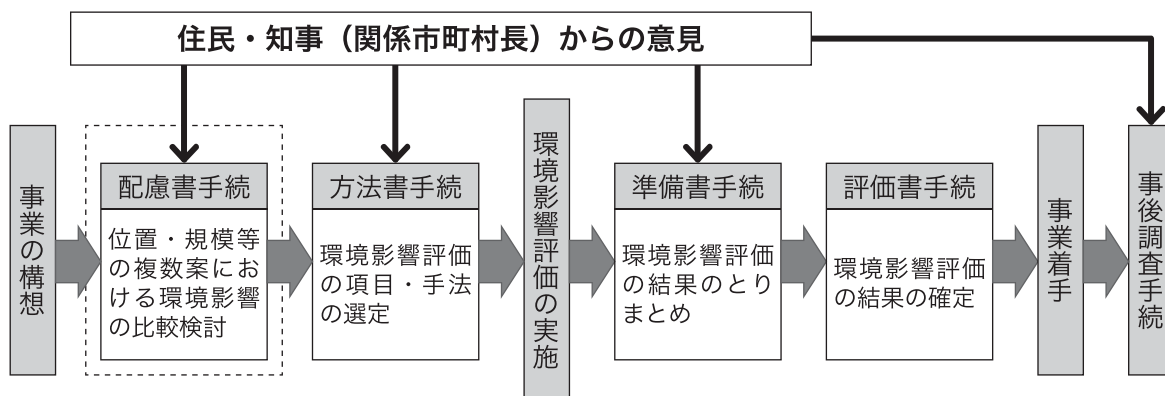 住民・知事（関係市町村長）からの意見
事業の構想
配慮書手続
位置・規模等
の複数案にお
ける環境影響
の比較検討
方法書手続
環境影響評価
の項目・手法
の選定
環境影響評価の実施
準備書手続
環境影響評価
の結果のとり
まとめ
評価書手続
環境影響評価
の結果の確定
事業着手
事後調査手続